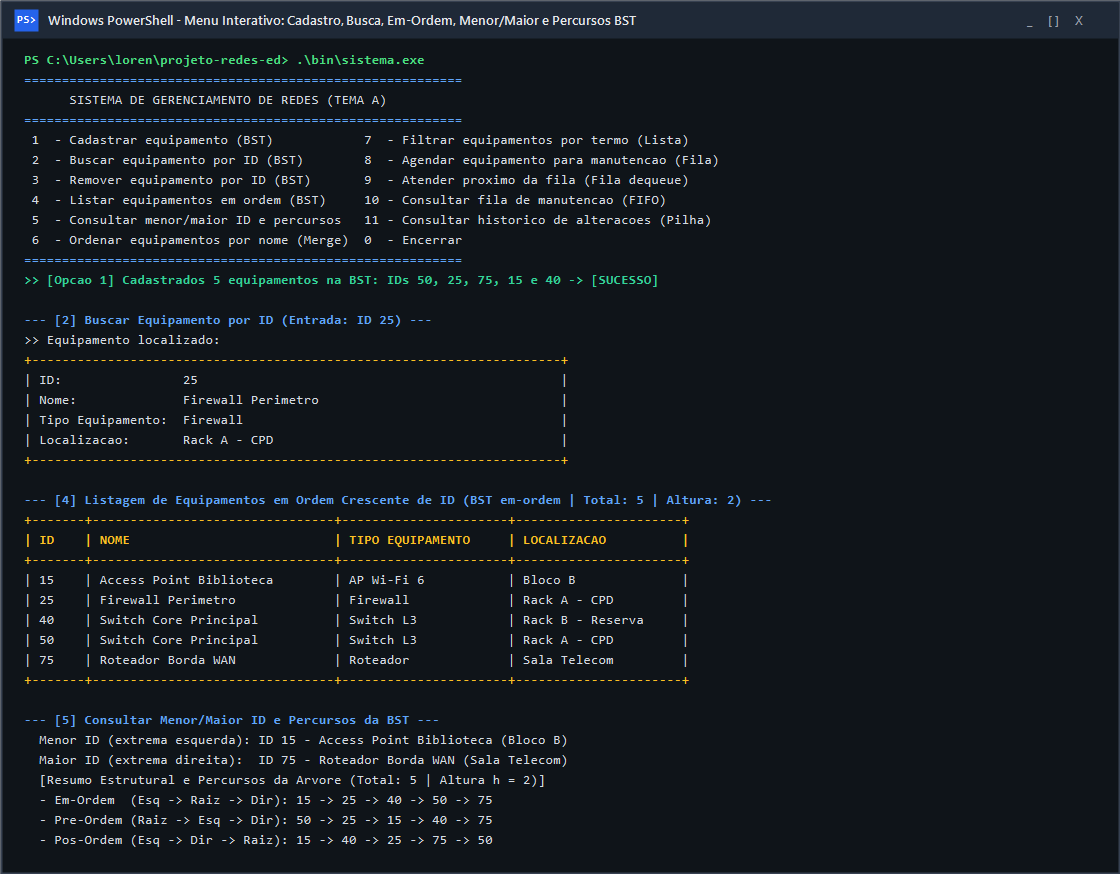 PS> Windows PowerShell - Menu Interativo: Cadastro, Busca, Em-Ordem, Menor/Maior e Percursos BST _ [] X
PS C:\Users\loren\projeto-redes-ed> .\bin\sistema.exe
==========================================================
      SISTEMA DE GERENCIAMENTO DE REDES (TEMA A)
==========================================================
 1  - Cadastrar equipamento (BST)            7  - Filtrar equipamentos por termo (Lista)
 2  - Buscar equipamento por ID (BST)        8  - Agendar equipamento para manutencao (Fila)
 3  - Remover equipamento por ID (BST)       9  - Atender proximo da fila (Fila dequeue)
 4  - Listar equipamentos em ordem (BST)     10 - Consultar fila de manutencao (FIFO)
 5  - Consultar menor/maior ID e percursos   11 - Consultar historico de alteracoes (Pilha)
 6  - Ordenar equipamentos por nome (Merge)  0  - Encerrar
==========================================================
>> [Opcao 1] Cadastrados 5 equipamentos na BST: IDs 50, 25, 75, 15 e 40 -> [SUCESSO]
--- [2] Buscar Equipamento por ID (Entrada: ID 25) ---
>> Equipamento localizado:
+----------------------------------------------------------------------+
| ID:                25                                                |
| Nome:              Firewall Perimetro                                |
| Tipo Equipamento:  Firewall                                          |
| Localizacao:       Rack A - CPD                                      |
+----------------------------------------------------------------------+
--- [4] Listagem de Equipamentos em Ordem Crescente de ID (BST em-ordem | Total: 5 | Altura: 2) ---
+-------+--------------------------------+----------------------+----------------------+
| ID    | NOME                           | TIPO EQUIPAMENTO     | LOCALIZACAO          |
+-------+--------------------------------+----------------------+----------------------+
| 15    | Access Point Biblioteca        | AP Wi-Fi 6           | Bloco B              |
| 25    | Firewall Perimetro             | Firewall             | Rack A - CPD         |
| 40    | Switch Core Principal          | Switch L3            | Rack B - Reserva     |
| 50    | Switch Core Principal          | Switch L3            | Rack A - CPD         |
| 75    | Roteador Borda WAN             | Roteador             | Sala Telecom         |
+-------+--------------------------------+----------------------+----------------------+
--- [5] Consultar Menor/Maior ID e Percursos da BST ---
  Menor ID (extrema esquerda): ID 15 - Access Point Biblioteca (Bloco B)
  Maior ID (extrema direita):  ID 75 - Roteador Borda WAN (Sala Telecom)
  [Resumo Estrutural e Percursos da Arvore (Total: 5 | Altura h = 2)]
  - Em-Ordem  (Esq -> Raiz -> Dir): 15 -> 25 -> 40 -> 50 -> 75
  - Pre-Ordem (Raiz -> Esq -> Dir): 50 -> 25 -> 15 -> 40 -> 75
  - Pos-Ordem (Esq -> Dir -> Raiz): 15 -> 40 -> 25 -> 75 -> 50